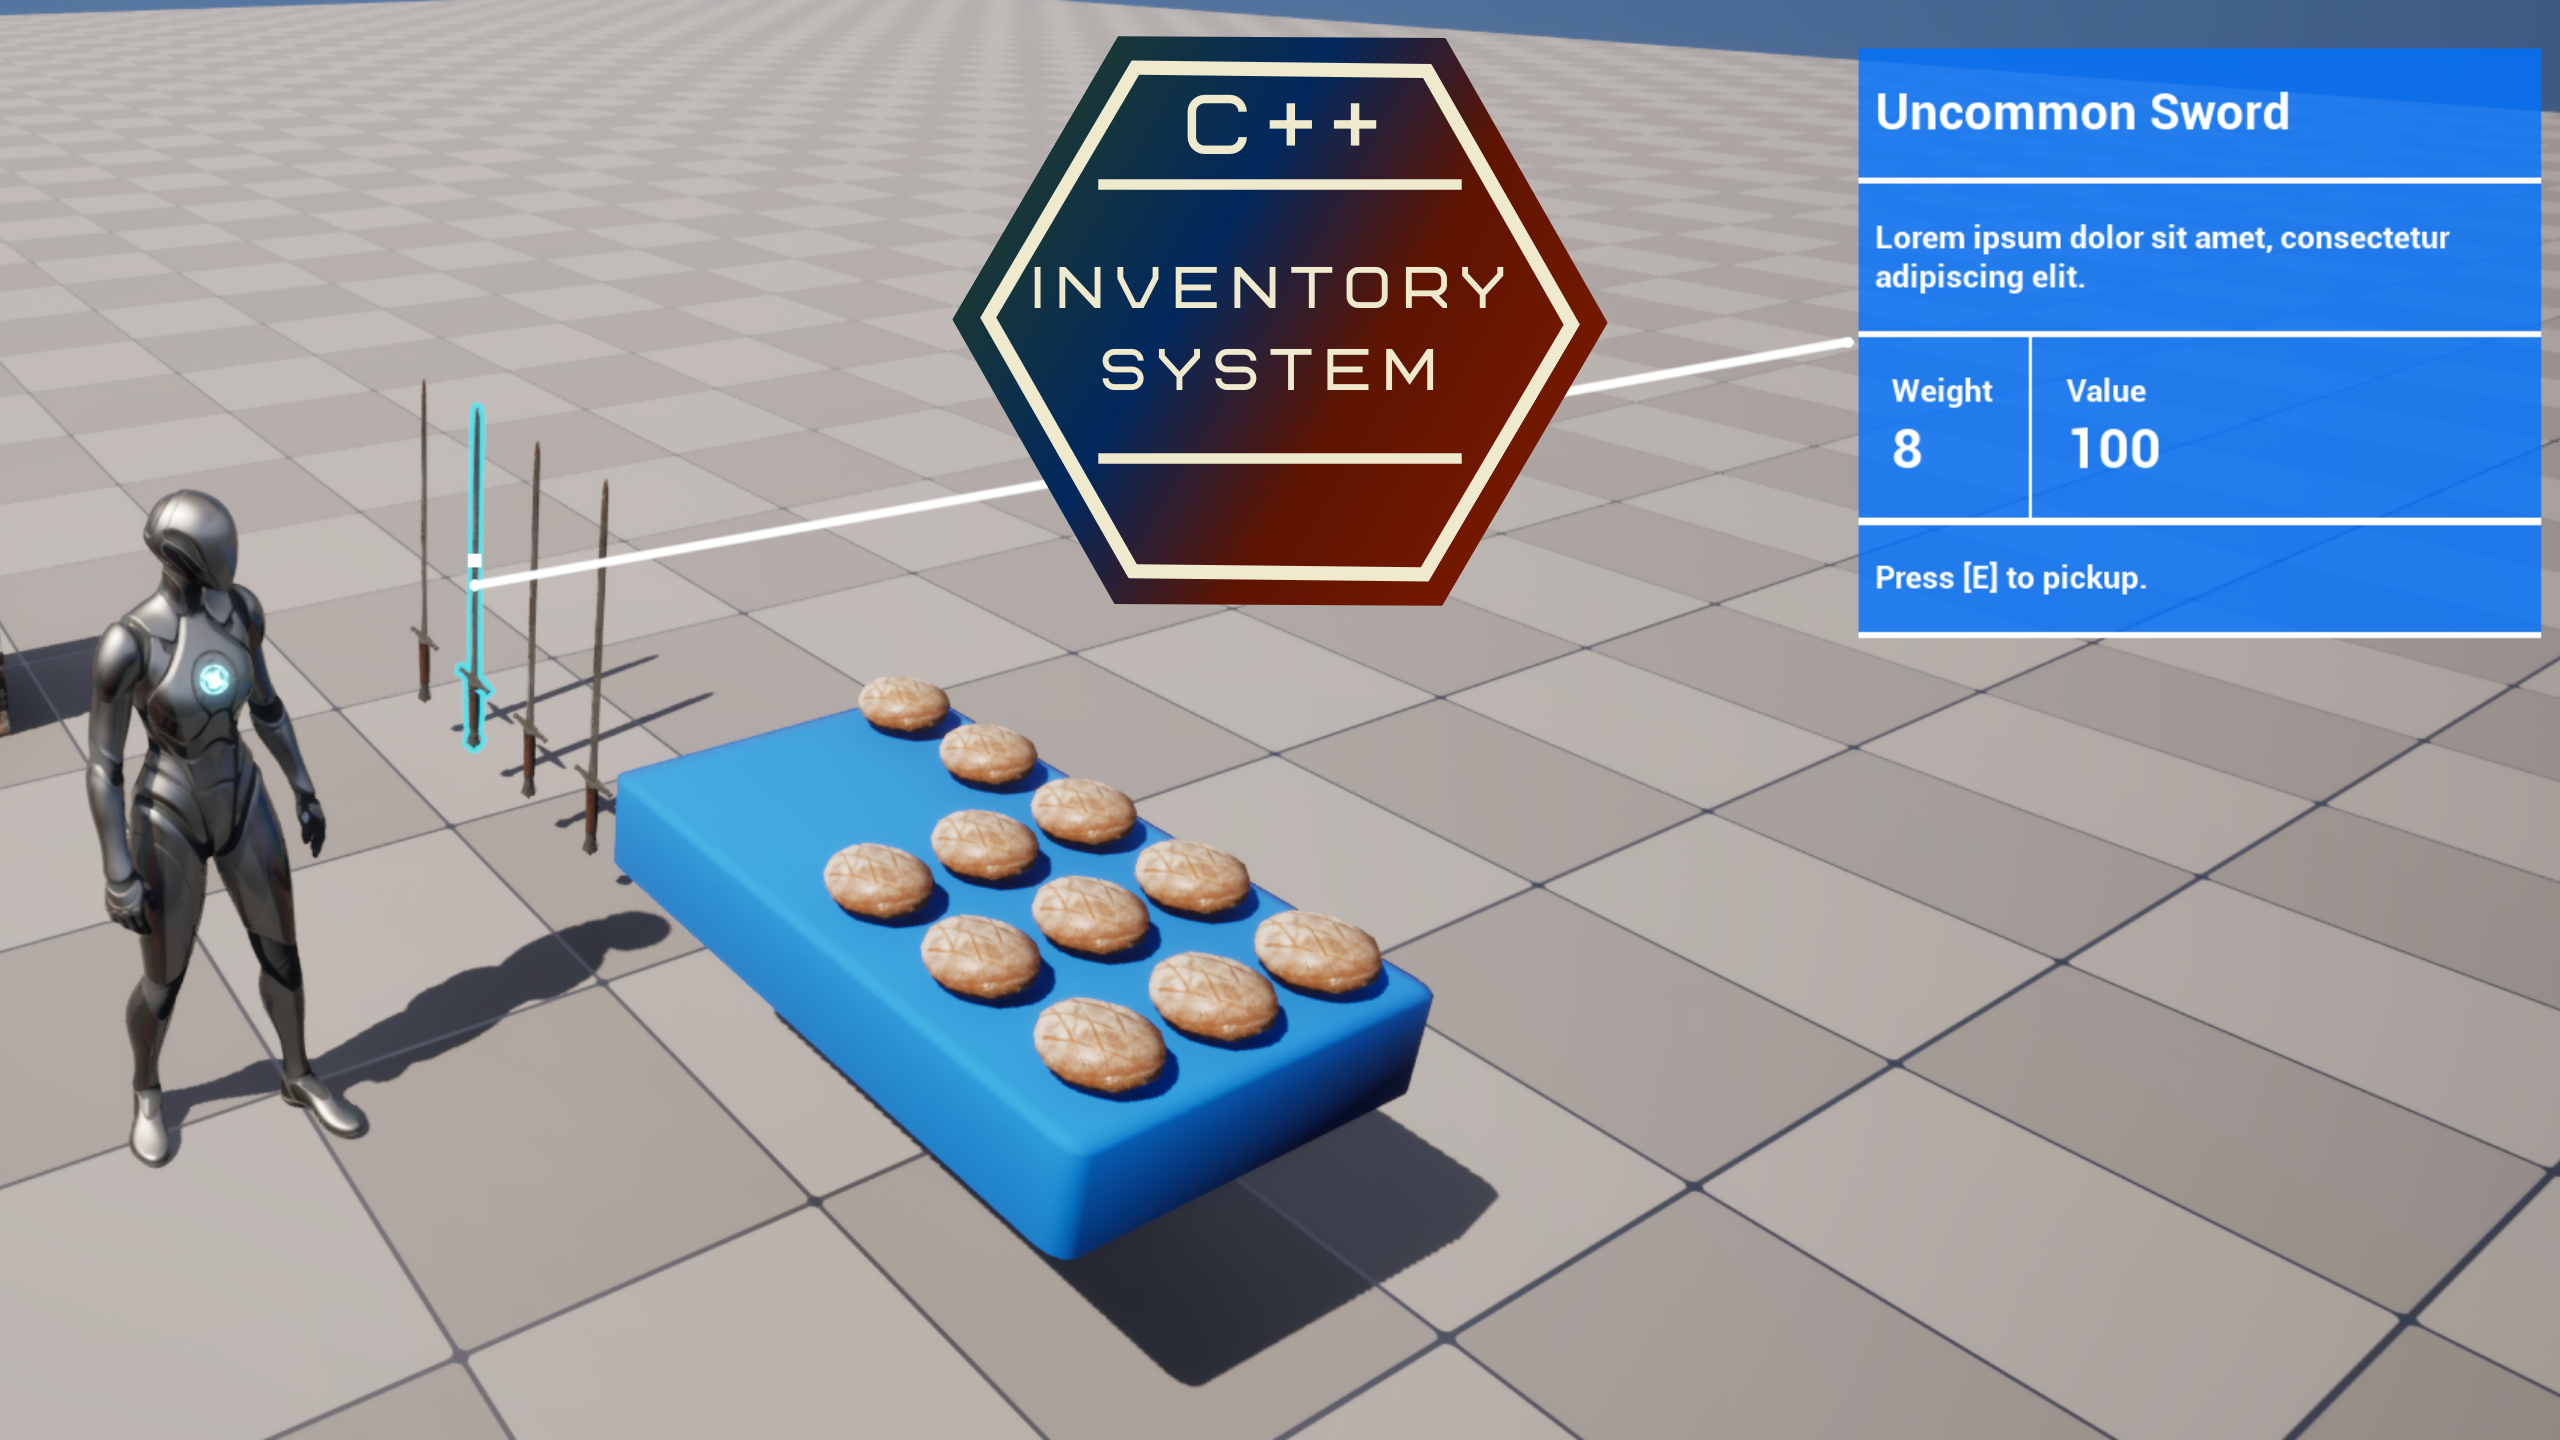 C++
INVENTORY
SYSTEM
Uncommon Sword
Lorem ipsum dolor sit amet, consectetur
adipiscing elit.
Weight
8
Value
100
Press [E] to pickup.